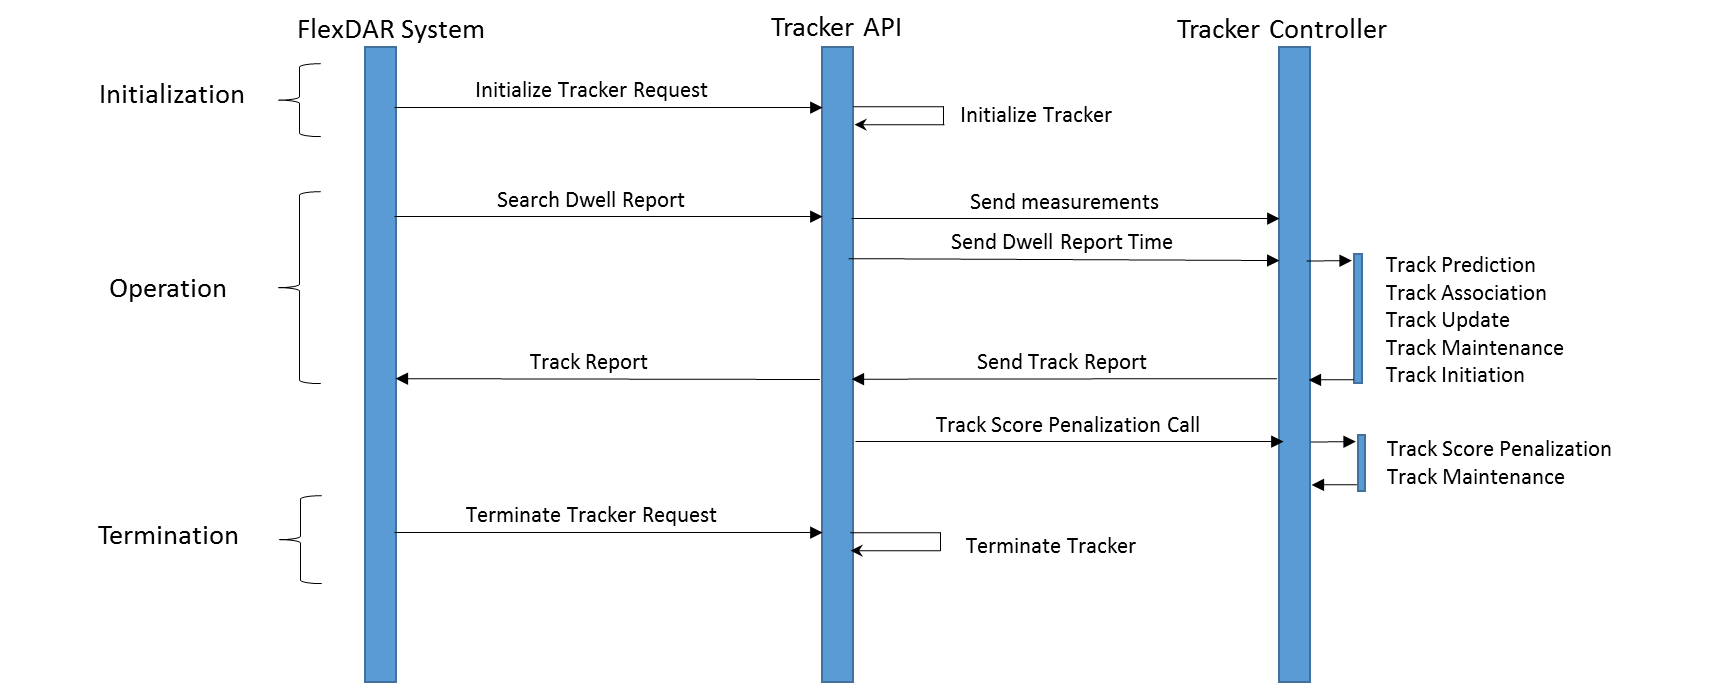 FlexDAR System
Tracker API
Tracker Controller
Initialization
Initialize Tracker Request
Initialize Tracker
Operation
Search Dwell Report
Send measurements
Send Dwell Report Time
Track Prediction
Track Association
Track Update
Track Maintenance
Track Initiation
Track Report
Send Track Report
Track Score Penalization Call
Track Score Penalization
Track Maintenance
Termination
Terminate Tracker Request
Terminate Tracker